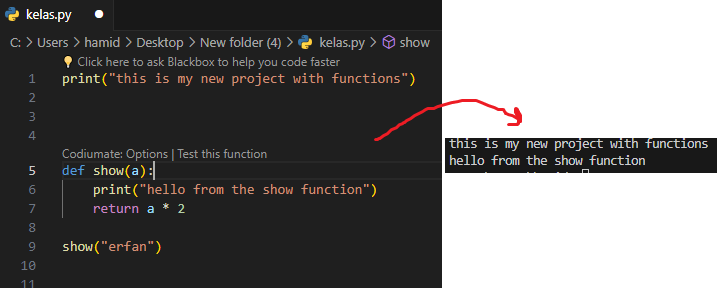 kelas.py
C: > Users > hamid > Desktop > New folder (4) > kelas.py > show
Click here to ask Blackbox to help you code faster
1 print("this is my new project with functions")
2
3
4
Codiumate: Options | Test this function
5 def show(a):
6 print("hello from the show function")
7 return a * 2
8
9 show("erfan")
10
11
this is my new project with functions
hello from the show function